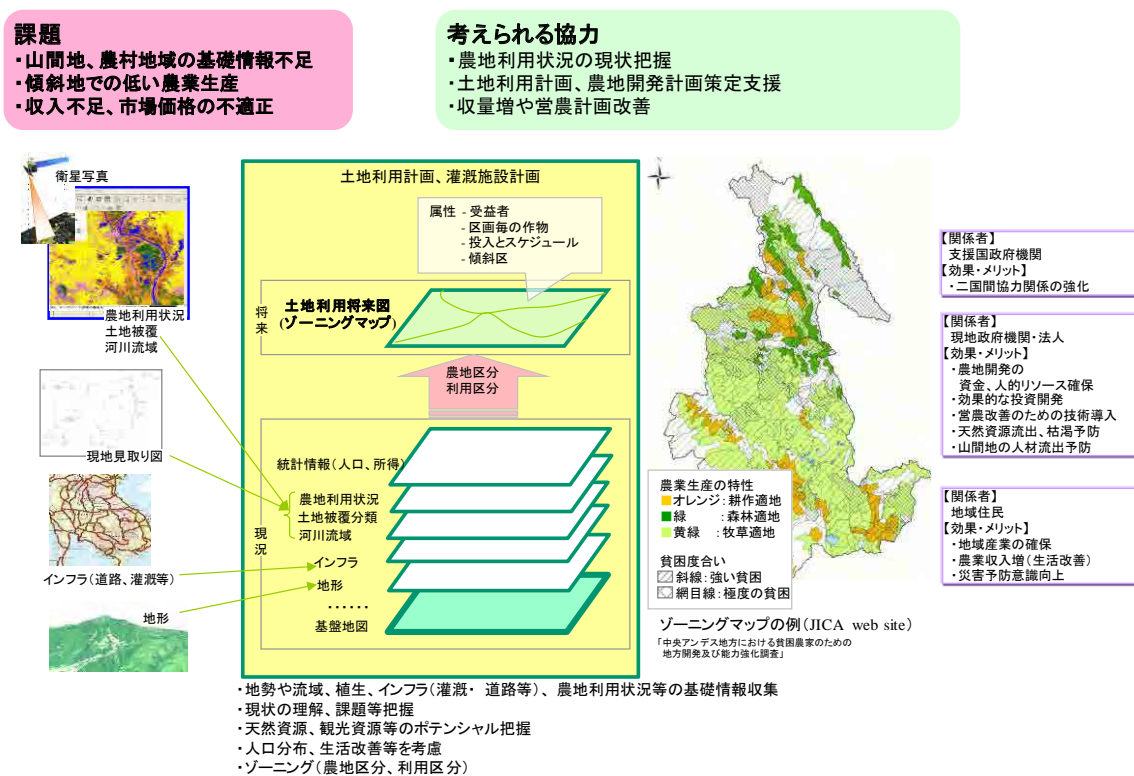 課題
・山間地、農村地域の基礎情報不足
・傾斜地での低い農業生産
・収入不足、市場価格の不適正
考えられる協力
・農地利用状況の現状把握
・土地利用計画、農地開発計画策定支援
・収量増や営農計画改善
衛星写真
農地利用状況
土地被覆
河川流域
現地見取り図
インフラ(道路、灌漑等)
地形
土地利用計画、灌漑施設計画
属性 - 受益者
- 区画毎の作物
- 投入とスケジュール
- 傾斜区
将来
土地利用将来図
(ゾーニングマップ)
農地区分
利用区分
現況
統計情報(人口、所得)
農地利用状況
土地被覆分類
河川流域
インフラ
地形
……
基盤地図
農業生産の特性
オレンジ:耕作適地
緑 :森林適地
黄緑 :牧草適地
貧困度合い
斜線:強い貧困
網目線:極度の貧困
ゾーニングマップの例(JICA web site)
「中央アンデス地方における貧困農家のための
地方開発及び能力強化調査」
【関係者】
支援国政府機関
【効果・メリット】
・二国間協力関係の強化
【関係者】
現地政府機関・法人
【効果・メリット】
・農地開発の
資金、人的リソース確保
・効果的な投資開発
・営農改善のための技術導入
・天然資源流出、枯渇予防
・山間地の人材流出予防
【関係者】
地域住民
【効果・メリット】
・地域産業の確保
・農業収入増(生活改善)
・災害予防意識向上
・地勢や流域、植生、インフラ(灌漑・ 道路等)、農地利用状況等の基礎情報収集
・現状の理解、課題等把握
・天然資源、観光資源等のポテンシャル把握
・人口分布、生活改善等を考慮
・ゾーニング(農地区分、利用区分)